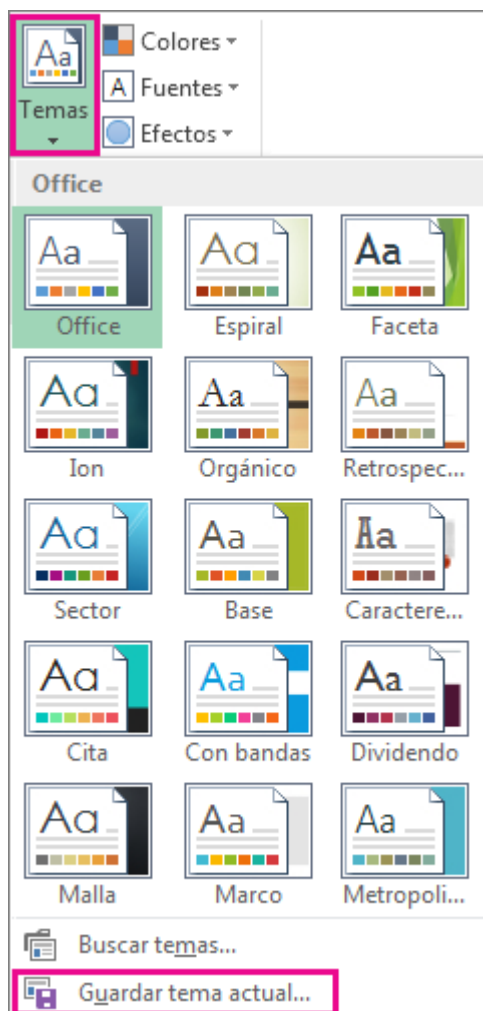 Aa
Temas
Colores
A Fuentes
Efectos
Office
Aa Aa Aa
Office Espiral Faceta
Aa Aa Aa
Ion Orgánico Retrospec...
Aa Aa Aa
Sector Base Caractere...
Aa Aa Aa
Cita Con bandas Dividendo
Aa Aa Aa
Malla Marco Metropoli...
Buscar temas...
Guardar tema actual...